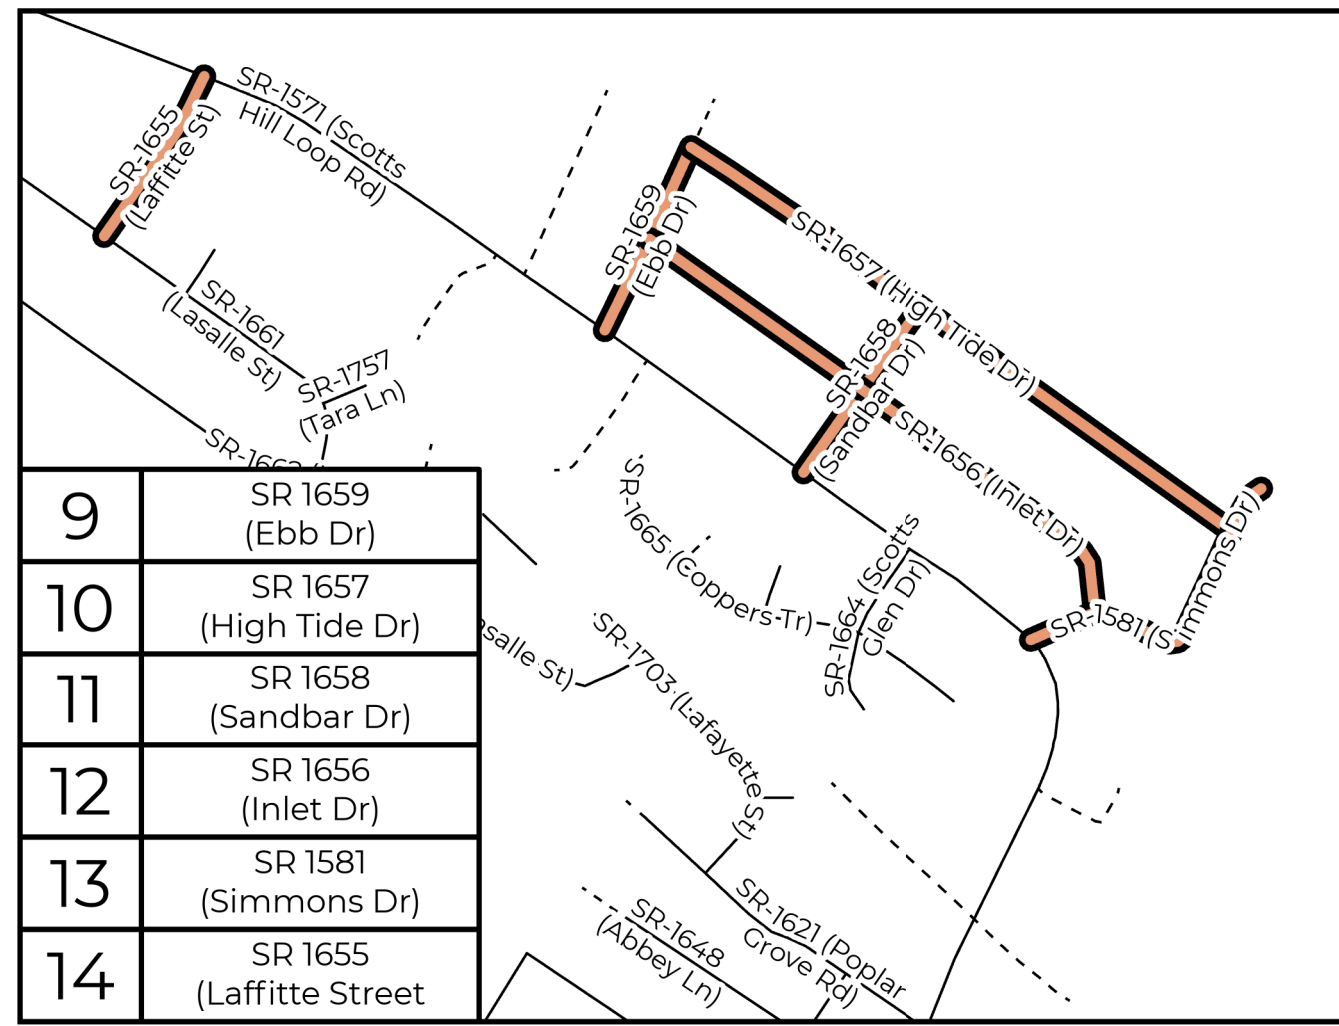 SR-1571 (Scotts
Hill Loop Rd)
SR-1655
(Laffitte St)
SR-1659
(Ebb Dr)
SR-1657 (High Tide Dr)
SR-1658
(Sandbar Dr)
SR-1661
(Lasalle St)
SR-1757
(Tara Ln)
SR-1656 (Inlet Dr)
SR-1665 (Coppers Tr)
SR-1664 (Scotts
Glen Dr)
SR-1581 (Simmons Dr)
St)
SR-1703 (Lafayette St)
SR-1621 (Poplar
Grove Rd)
SR-1648
(Abbey Ln)
9
SR 1659
(Ebb Dr)
10
SR 1657
(High Tide Dr)
11
SR 1658
(Sandbar Dr)
12
SR 1656
(Inlet Dr)
13
SR 1581
(Simmons Dr)
14
SR 1655
(Laffitte Street